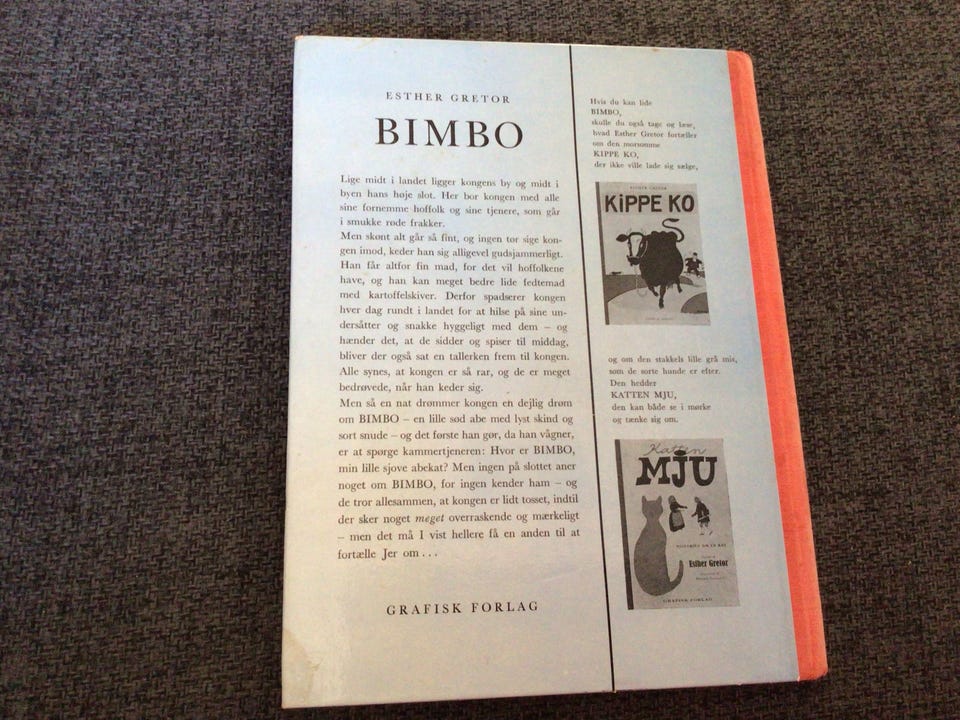 ESTHER GRETOR
BIMBO
Lige midt i landet ligger kongens by og midt i
byen hans høje slot. Her bor kongen med alle
sine fornemme hoffolk og sine tjenere, som går
i smukke røde frakker.
Men skønt alt går så fint, og ingen tør sige kon-
gen imod, keder han sig alligevel gudsjammerligt.
Han får altfor fin mad, for det vil hoffolkene
have, og han kan meget bedre lide fedtemad
med kartoffelskiver. Derfor spadserer kongen
hver dag rundt i landet for at hilse på sine un-
dersåtter og snakke hyggeligt med dem – og
hænder det, at de sidder og spiser til middag,
bliver der også sat en tallerken frem til kongen.
Alle synes, at kongen er så rar, og de er meget
bedrøvede, når han keder sig.
Men så en nat drømmer kongen en dejlig drøm
om BIMBO – en lille sød abe med lyst skind og
sort snude – og det første han gør, da han vågner,
er at spørge kammertjeneren: Hvor er BIMBO,
min lille sjove abekat? Men ingen på slottet aner
noget om BIMBO, for ingen kender ham – og
de tror allesammen, at kongen er lidt tosset, indtil
der sker noget meget overraskende og mærkeligt
– men det må I vist hellere få en anden til at
fortælle Jer om . . .
GRAFISK FORLAG
Hvis du kan lide
BIMBO,
skulle du også tage og læse,
hvad Esther Gretor fortæller
om den morsomme
KIPPE KO,
der ikke ville lade sig sælge,
ESTHER GRETOR
KiPPE KO
og om den stakkels lille grå mis,
som de sorte hunde er efter.
Den hedder
KATTEN MJU,
den kan både se i mørke
og tænke sig om.
Katten
MJU
Esther Gretor
GRAFISK FORLAG